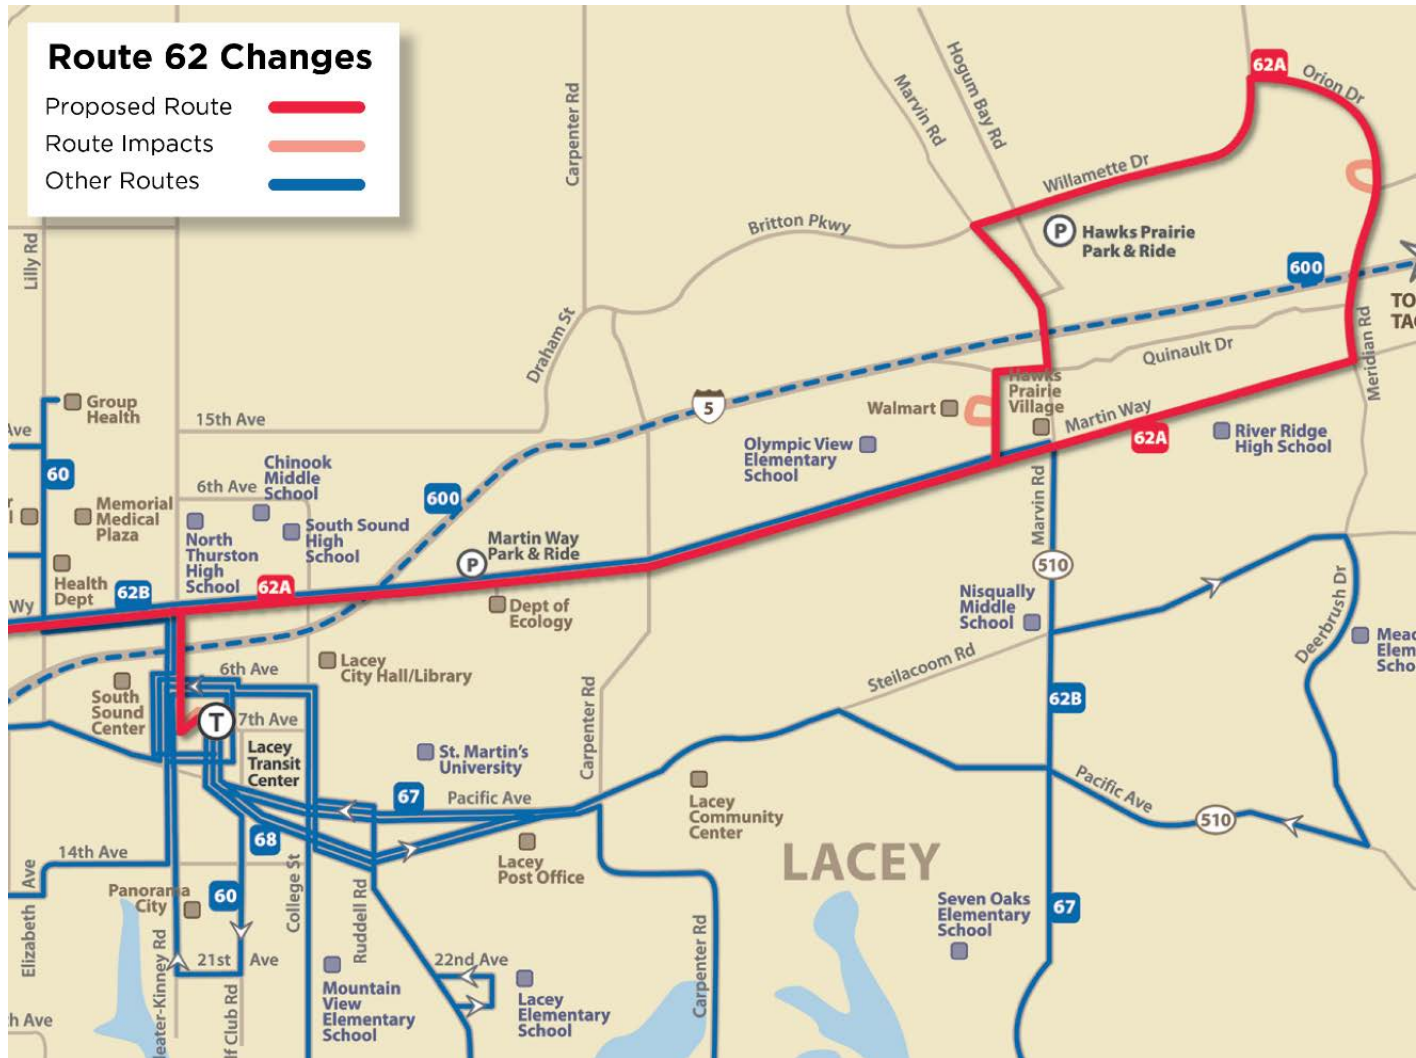 Route 62 Changes
Proposed Route
Route Impacts
Other Routes
62A
Orion Dr
Hogum Bay Rd
Marvin Rd
Carpenter Rd
Willamette Dr
Britton Pkwy
P
Hawks Prairie
Park & Ride
Lilly Rd
600
TO
Draham St
Quinault Dr
Meridian Rd
Group
Health
15th Ave
5
Walmart
Hawks
Prairie
Village
Martin Way
62A
River Ridge
High School
Olympic View
Elementary
School
Ave
60
Chinook
Middle
School
6th Ave
600
Memorial
Medical
Plaza
North
Thurston
High
School
South Sound
High
School
Martin Way
Park & Ride
P
Marvin Rd
510
Health
Dept
62B
62A
Wy
Dept of
Ecology
Nisqually
Middle
School
Deerbrush Dr
6th Ave
Lacey
City Hall/Library
Steilacoom Rd
South
Sound
Center
T
7th Ave
Lacey
Transit
Center
Carpenter Rd
62B
St. Martin's
University
67
Pacific Ave
Lacey
Community
Center
Pacific Ave
510
68
14th Ave
Lacey
Post Office
LACEY
Panorama
City
60
College St
Ruddell Rd
Elizabeth Ave
Seven Oaks
Elementary
School
67
21st Ave
22nd Ave
Carpenter Rd
Mountain
View
Elementary
School
Lacey
Elementary
School